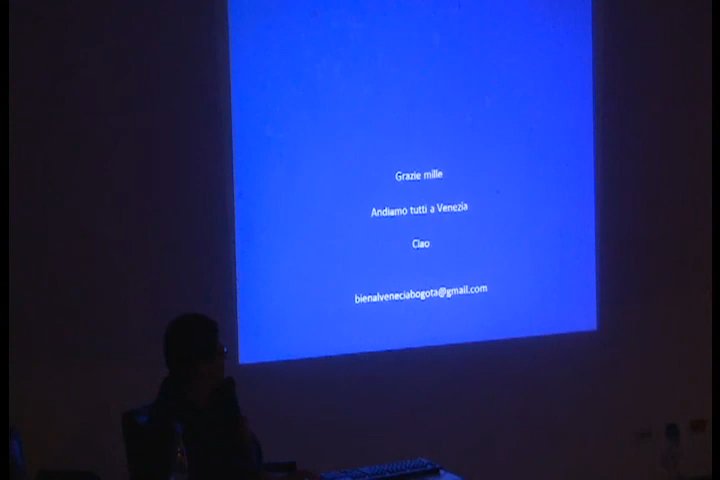 Grazie mille
Andiamo tutti a Venezia
Ciao
bienalveneciabogota@gmail.com